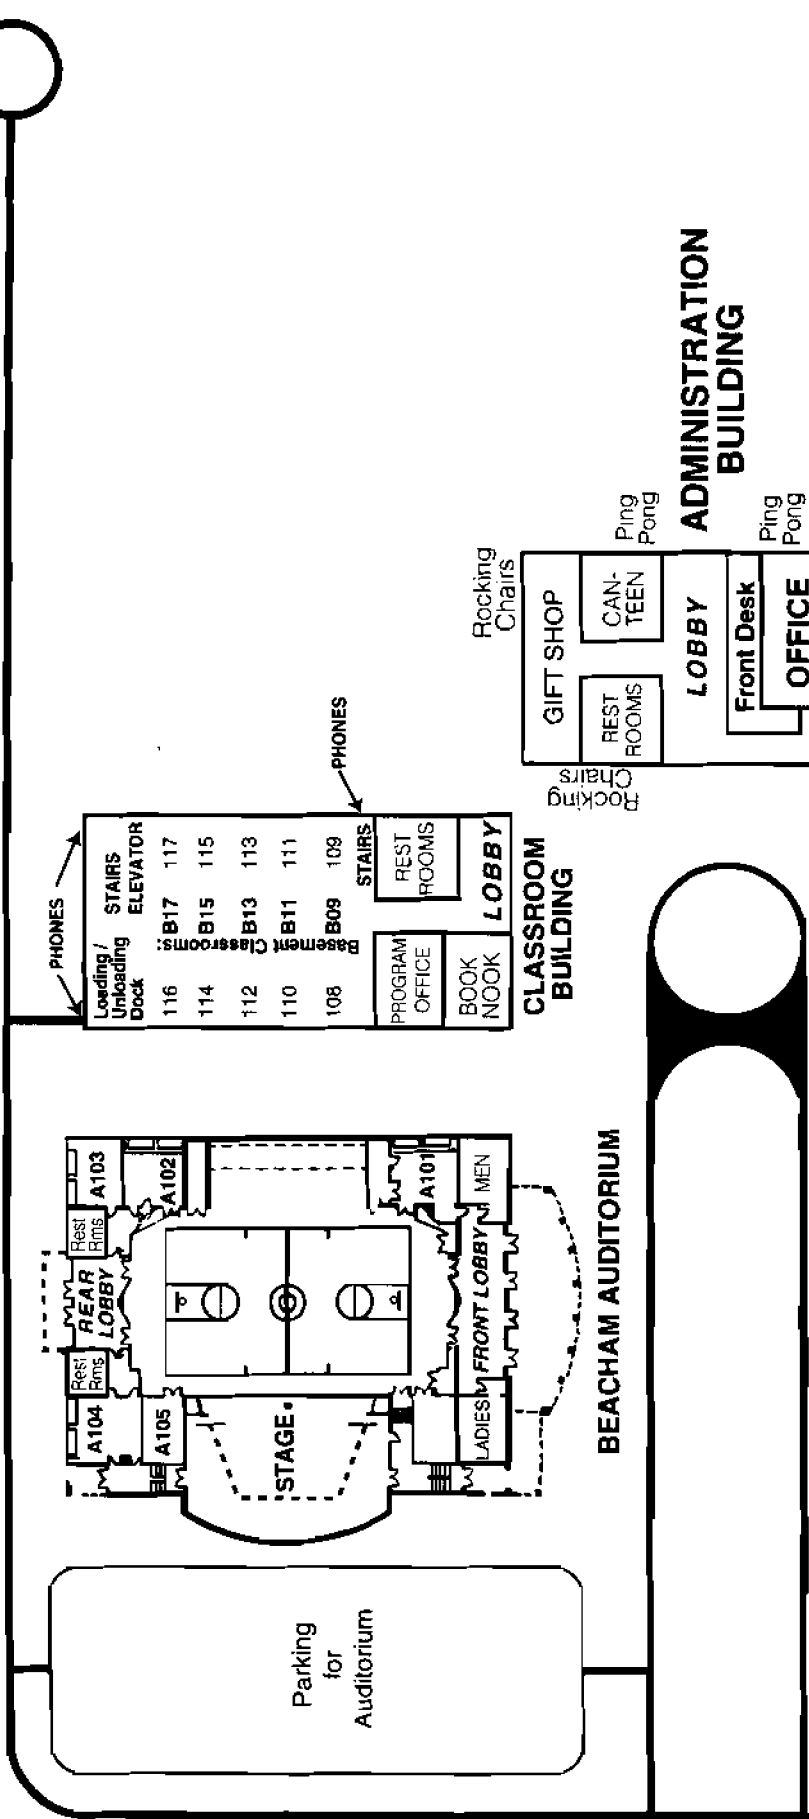 ADMINISTRATION
BUILDING
Rocking
Chairs
Ping
Pong
Ping
Pong
GIFT SHOP
CAN-
TEEN
REST
ROOMS
LOBBY
Front Desk
OFFICE
Rocking
Chairs
PHONES
PHONES
STAIRS
ELEVATOR
Loading /
Unloading
Dock
Basement Classrooms:
116 B17 117
114 B15 115
112 B13 113
110 B11 111
108 B09 109
STAIRS
REST
ROOMS
PROGRAM
OFFICE
BOOK
NOOK
LOBBY
CLASSROOM
BUILDING
A103
A102
A101
MEN
Rest
Rms
REAR
LOBBY
Rest
Rms
FRONT LOBBY
A104
A105
STAGE
LADIES
BEACHAM AUDITORIUM
Parking
for
Auditorium